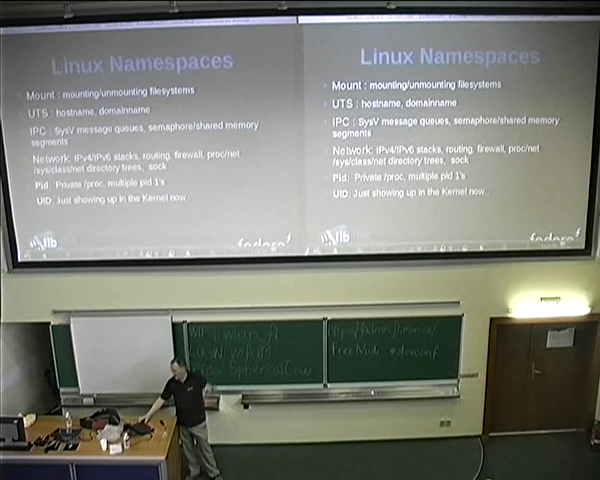 Linux Namespaces
Mount : mounting/unmounting filesystems
UTS : hostname, domainname
IPC : SysV message queues, semaphore/shared memory
segments
Network: IPv4/IPv6 stacks, routing, firewall, proc/net
/sys/class/net directory trees, sock
Pid: Private /proc, multiple pid 1's
UID: Just showing up in the Kernel now
lib
fedora
Linux Namespaces
Mount : mounting/unmounting filesystems
UTS : hostname, domainname
IPC : SysV message queues, semaphore/shared memory
segments
Network: IPv4/IPv6 stacks, routing, firewall, proc/net
/sys/class/net directory trees, sock
Pid: Private /proc, multiple pid 1's
UID: Just showing up in the Kernel now
lib
fedora
FreeNode #devconf